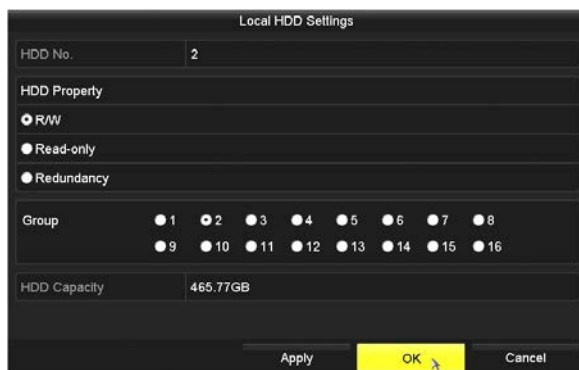 Local HDD Settings
HDD No. 2
HDD Property
R/W
Read-only
Redundancy
Group 1 2 3 4 5 6 7 8
9 10 11 12 13 14 15 16
HDD Capacity 465.77GB
Apply OK Cancel